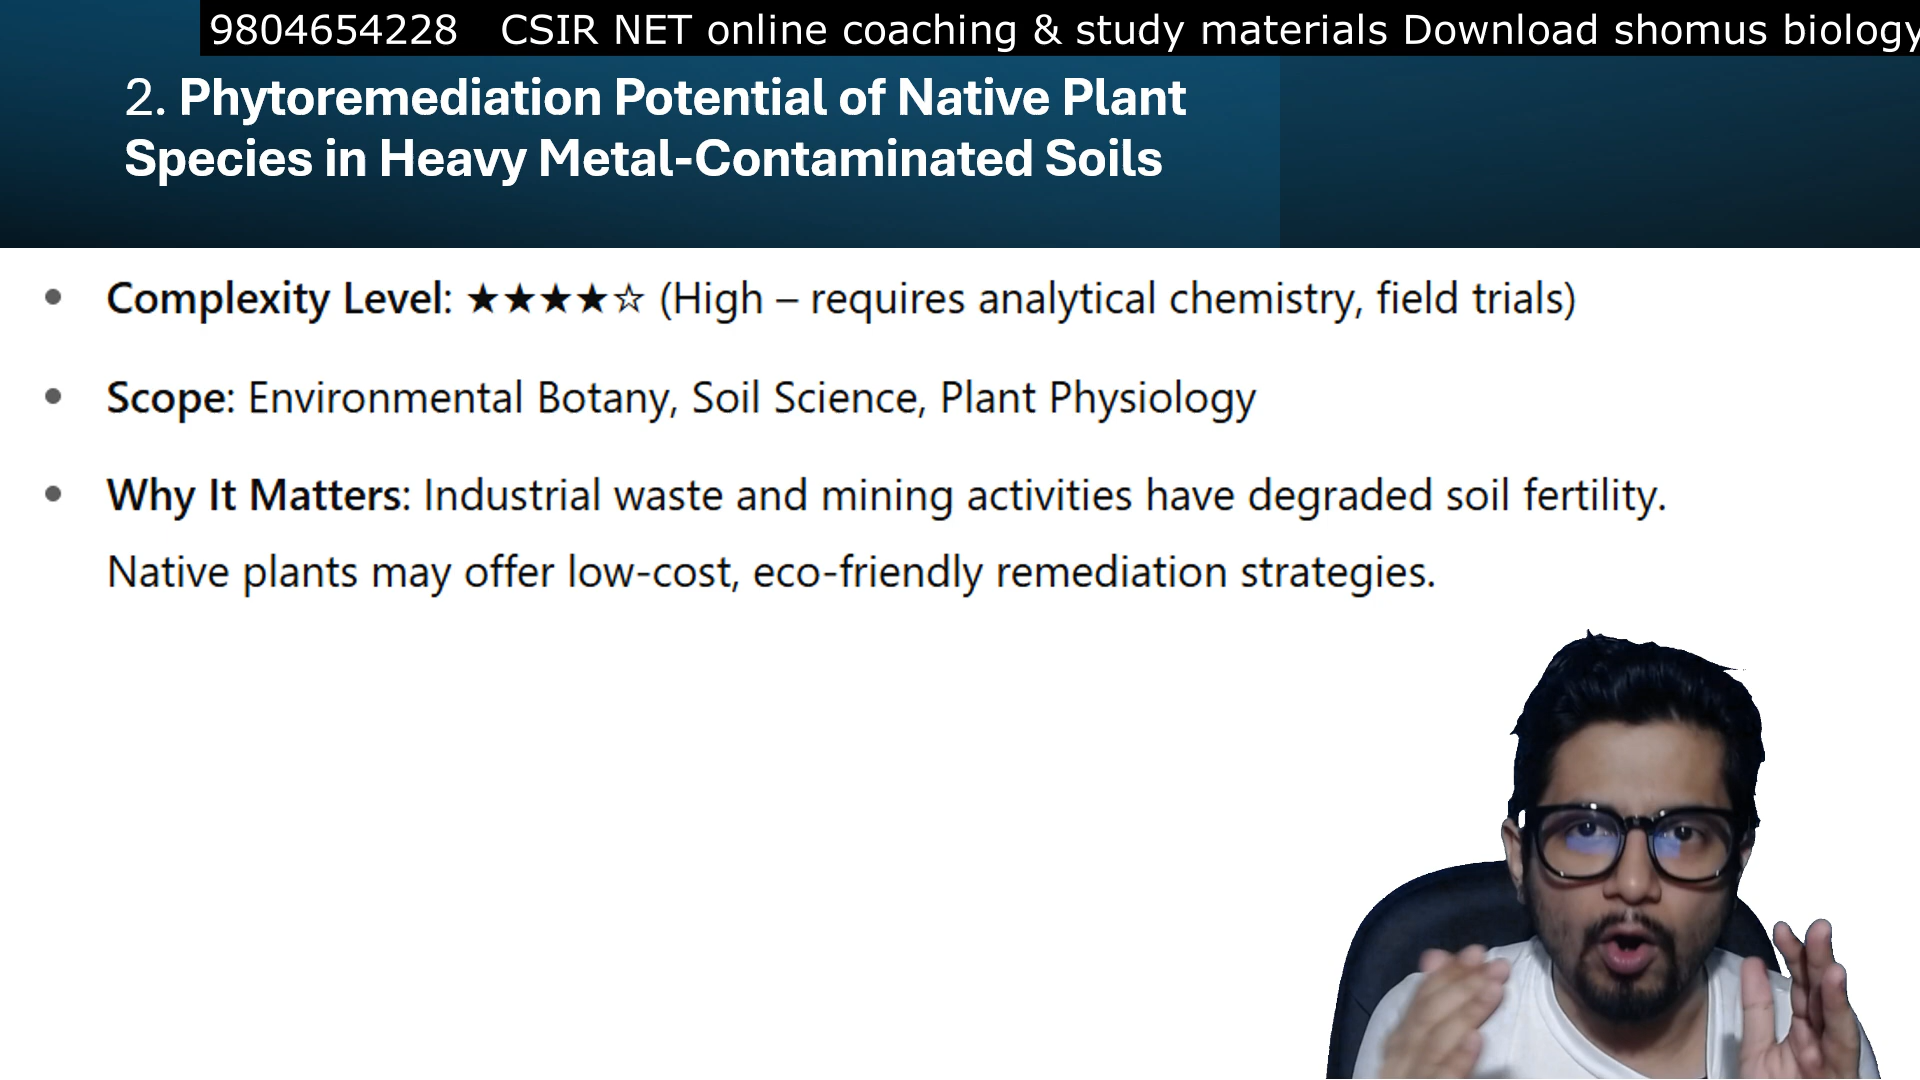 9804654228 CSIR NET online coaching & study materials Download shomus biology
2. Phytoremediation Potential of Native Plant
Species in Heavy Metal-Contaminated Soils
• Complexity Level: ★★★★☆ (High – requires analytical chemistry, field trials)
• Scope: Environmental Botany, Soil Science, Plant Physiology
• Why It Matters: Industrial waste and mining activities have degraded soil fertility.
Native plants may offer low-cost, eco-friendly remediation strategies.